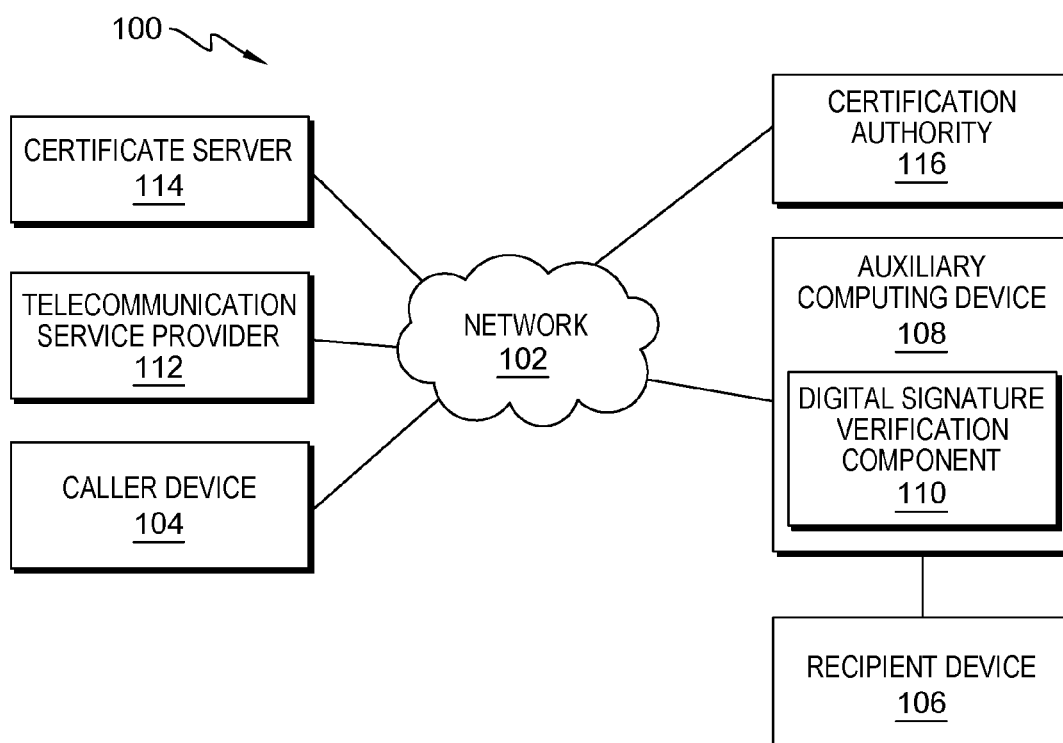 100
CERTIFICATE SERVER
114
TELECOMMUNICATION
SERVICE PROVIDER
112
CALLER DEVICE
104
NETWORK
102
CERTIFICATION
AUTHORITY
116
AUXILIARY
COMPUTING DEVICE
108
DIGITAL SIGNATURE
VERIFICATION
COMPONENT
110
RECIPIENT DEVICE
106